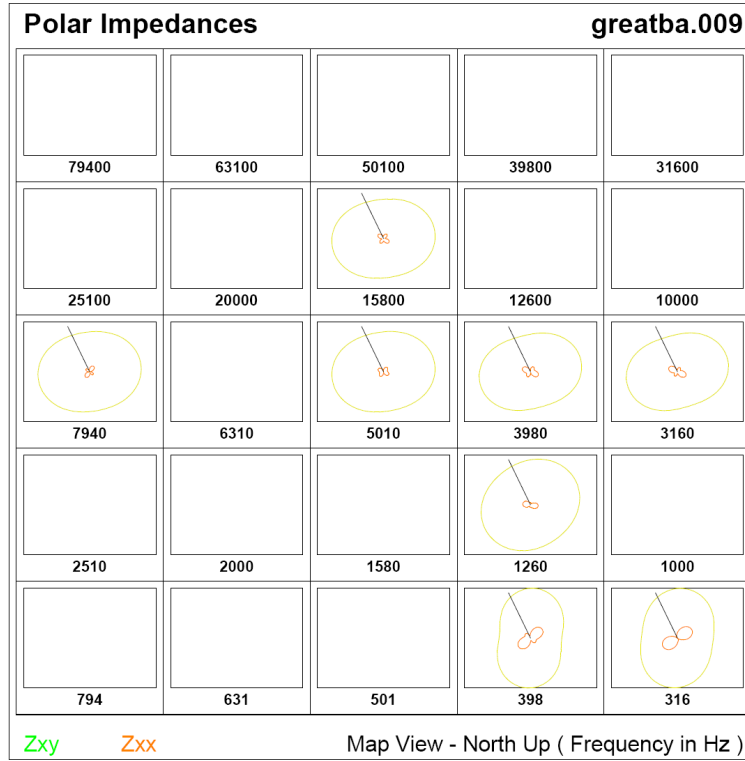 Polar Impedances greatba.009
79400 63100 50100 39800 31600
25100 20000 15800 12600 10000
7940 6310 5010 3980 3160
2510 2000 1580 1260 1000
794 631 501 398 316
Zxy Zxx Map View - North Up ( Frequency in Hz )